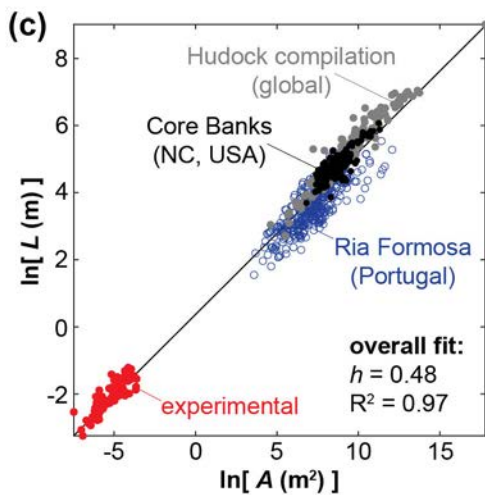 (c)
8
6
4
2
0
-2
ln[ L (m) ]
Hudock compilation
(global)
Core Banks
(NC, USA)
Ria Formosa
(Portugal)
overall fit:
h = 0.48
R² = 0.97
experimental
-5
0
5
10
15
ln[ A (m²) ]